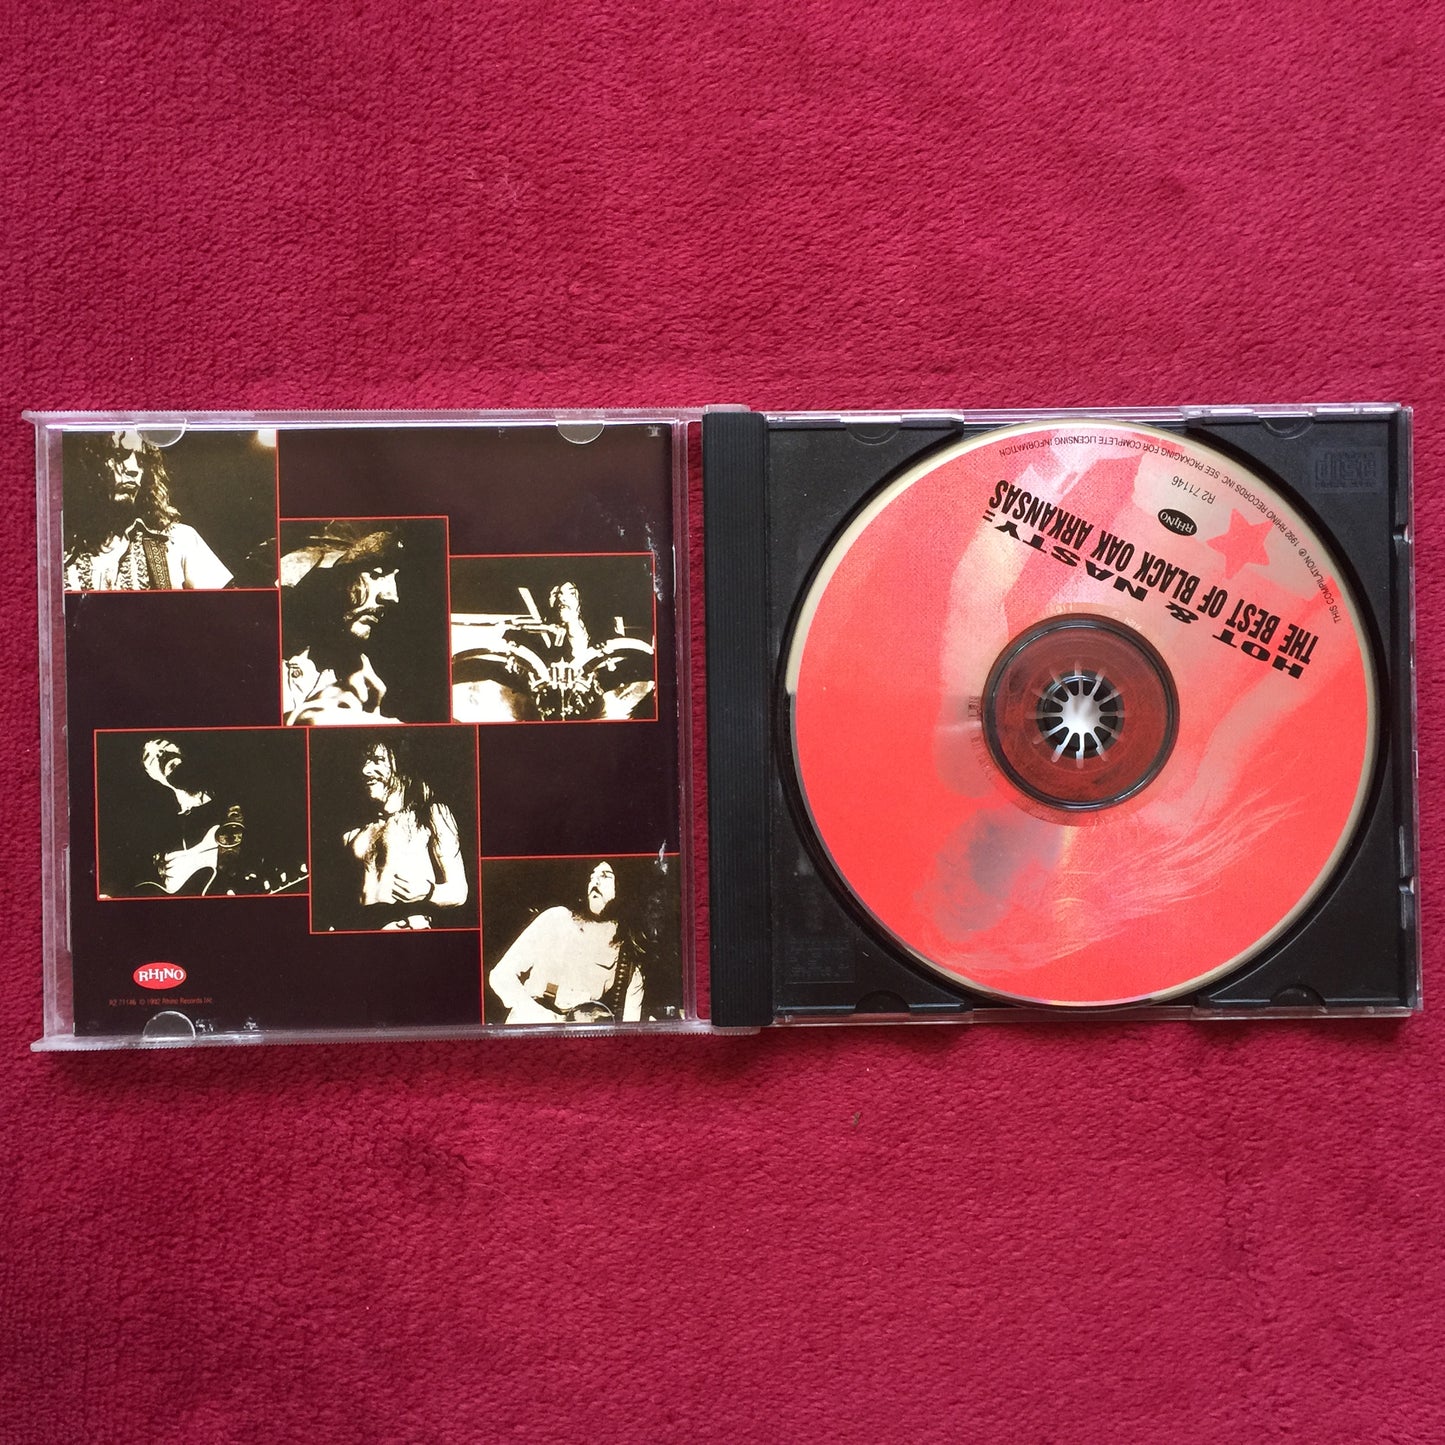 RHINO
R2 71146 © 1992 Rhino Records Inc.
HOT & NASTY:
THE BEST OF BLACK OAK ARKANSAS
RHINO
R2 71146
THIS COMPILATION ℗ 1992 RHINO RECORDS INC. SEE PACKAGING FOR COMPLETE LICENSING INFORMATION
disc